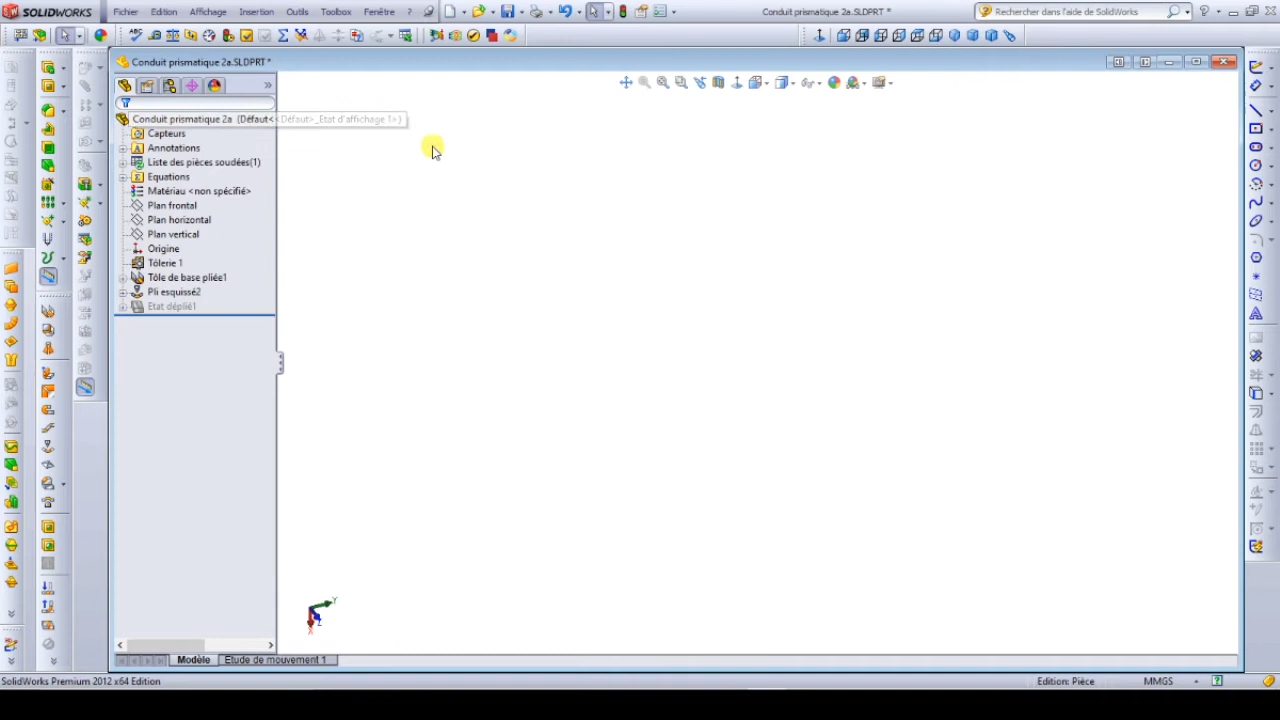 SOLIDWORKS Fichier Edition Affichage Insertion Outils Toolbox Fenêtre ? Conduit prismatique 2a.SLDPRT * Rechercher dans l'aide de SolidWorks
Conduit prismatique 2a.SLDPRT *
Conduit prismatique 2a (Défaut<<Défaut>_Etat d'affichage 1>)
Capteurs
Annotations
Liste des pièces soudées(1)
Equations
Matériau <non spécifié>
Plan frontal
Plan horizontal
Plan vertical
Origine
Tôlerie 1
Tôle de base pliée1
Pli esquissé2
Etat déplié1
Y
Z
X
Modèle Etude de mouvement 1
SolidWorks Premium 2012 x64 Edition Edition: Pièce MMGS